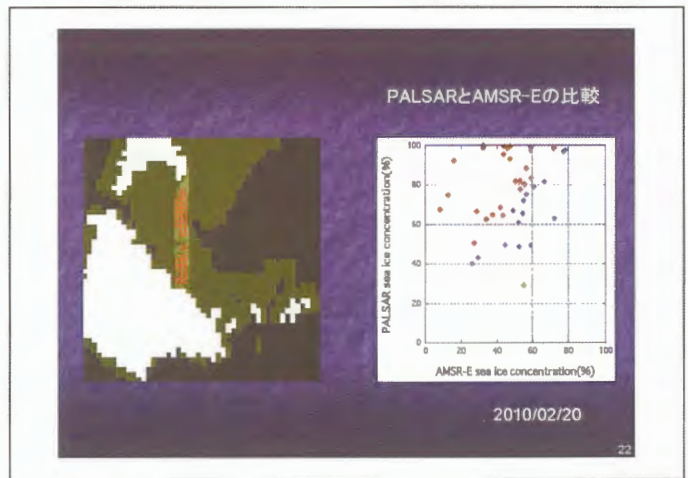 PALSARとAMSR-Eの比較
PALSAR sea ice concentration(%)
100
80
60
40
20
0
0 20 40 60 80 100
AMSR-E sea ice concentration(%)
2010/02/20
22